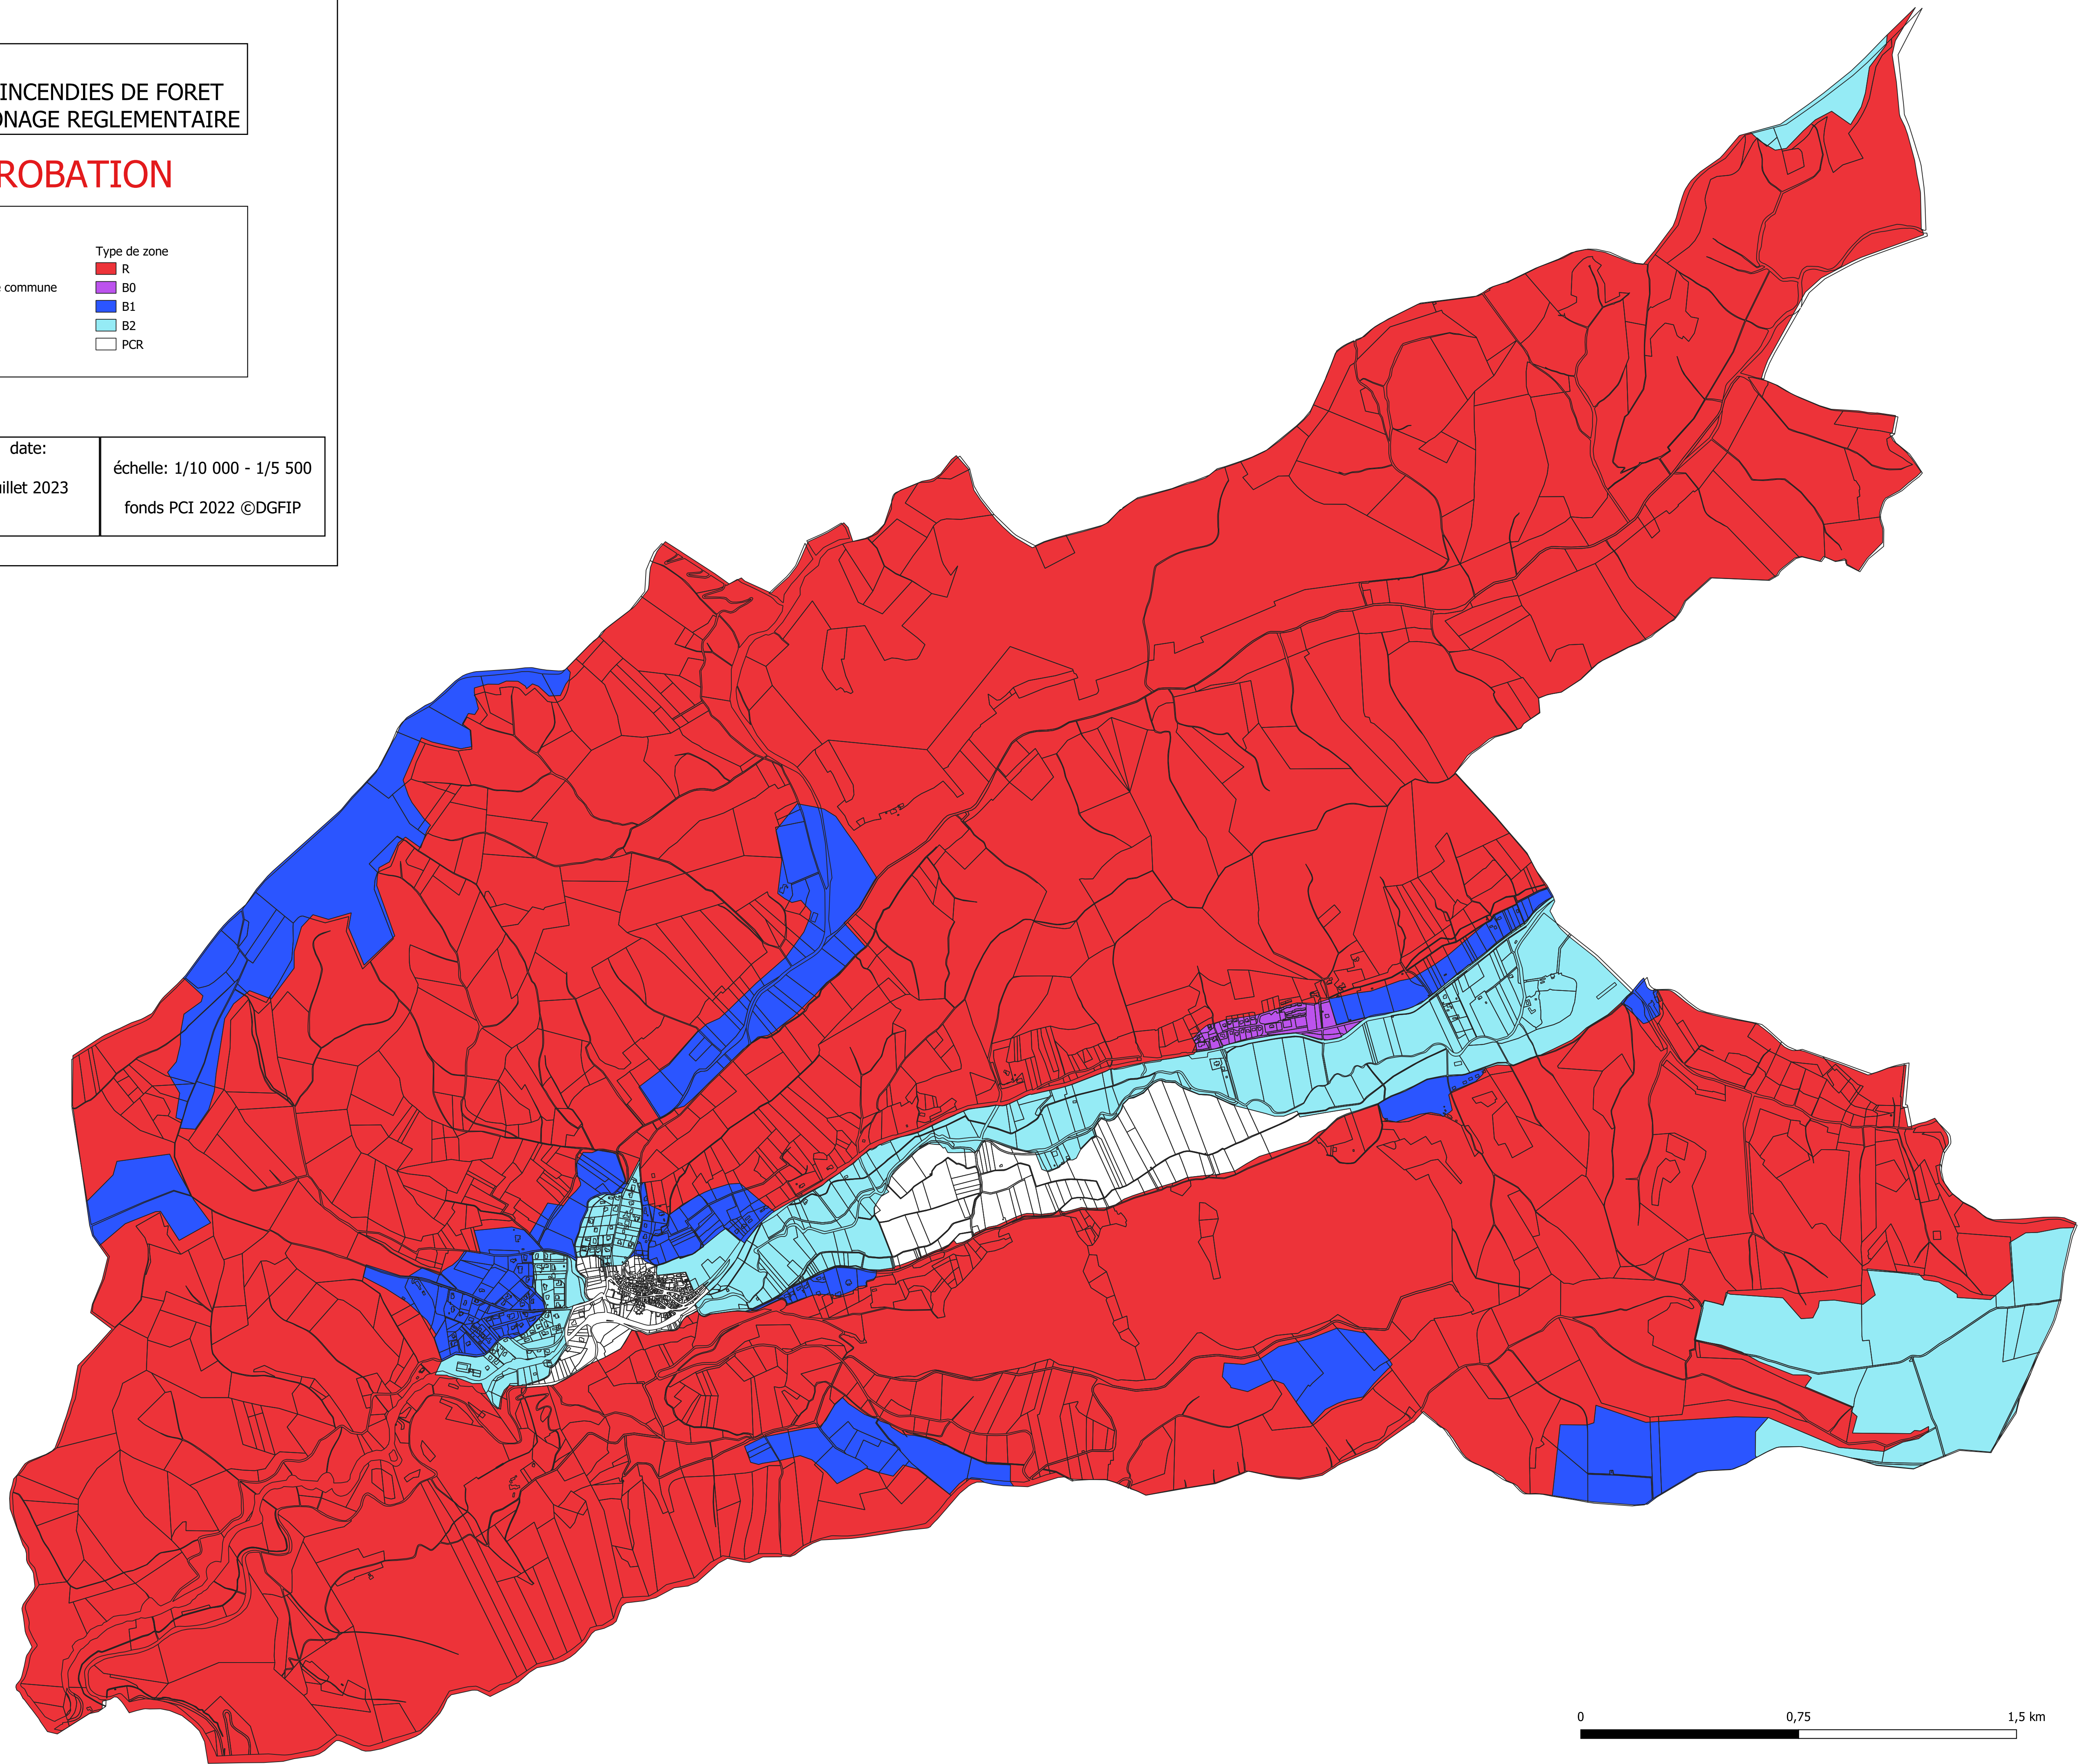 INCENDIES DE FORET
ONAGE REGLEMENTAIRE
ROBATION
Type de zone
R
commune
B0
B1
B2
PCR
date:
uillet 2023
échelle: 1/10 000 - 1/5 500
fonds PCI 2022 ©DGFIP
0
0,75
1,5 km